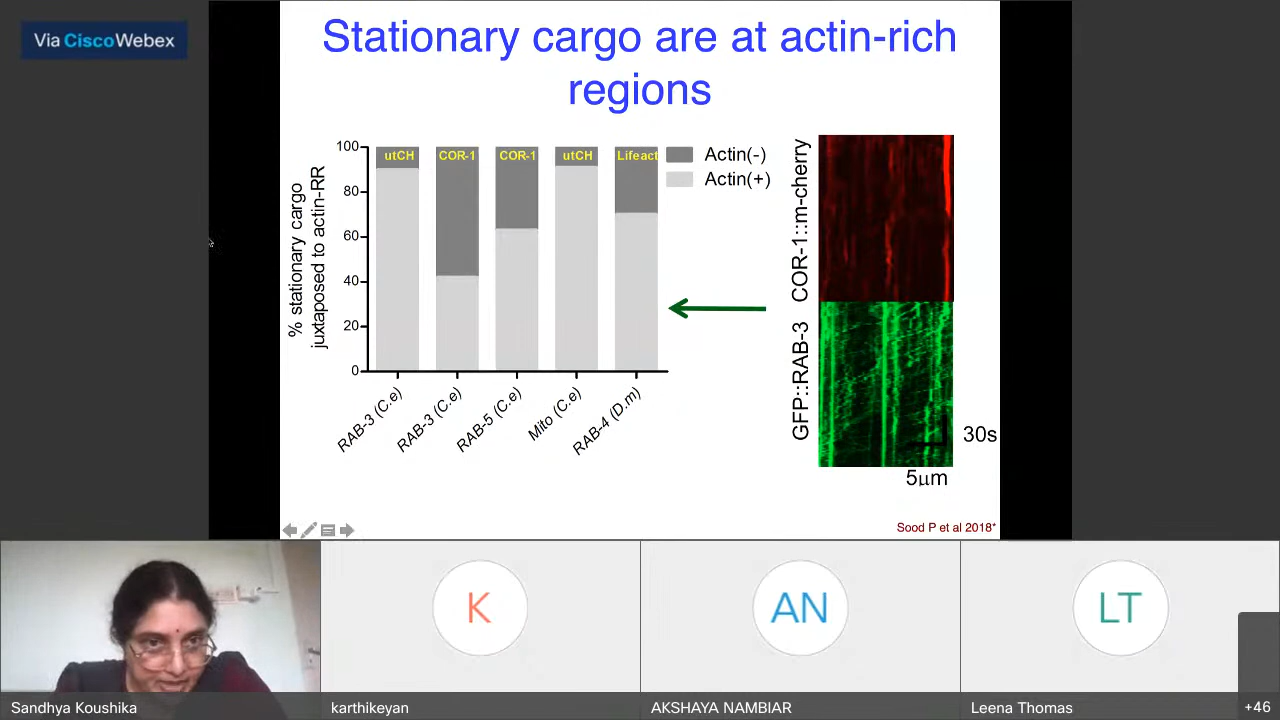 Via Cisco Webex
Stationary cargo are at actin-rich
regions
% stationary cargo
juxtaposed to actin-RR
100
80
60
40
20
0
utCH
COR-1
COR-1
utCH
Lifeact
Actin(-)
Actin(+)
RAB-3 (C.e)
RAB-3 (C.e)
RAB-5 (C.e)
Mito (C.e)
RAB-4 (D.m)
COR-1::m-cherry
GFP::RAB-3
30s
5μm
Sood P et al 2018*
K
AN
LT
Sandhya Koushika
karthikeyan
AKSHAYA NAMBIAR
Leena Thomas
+46